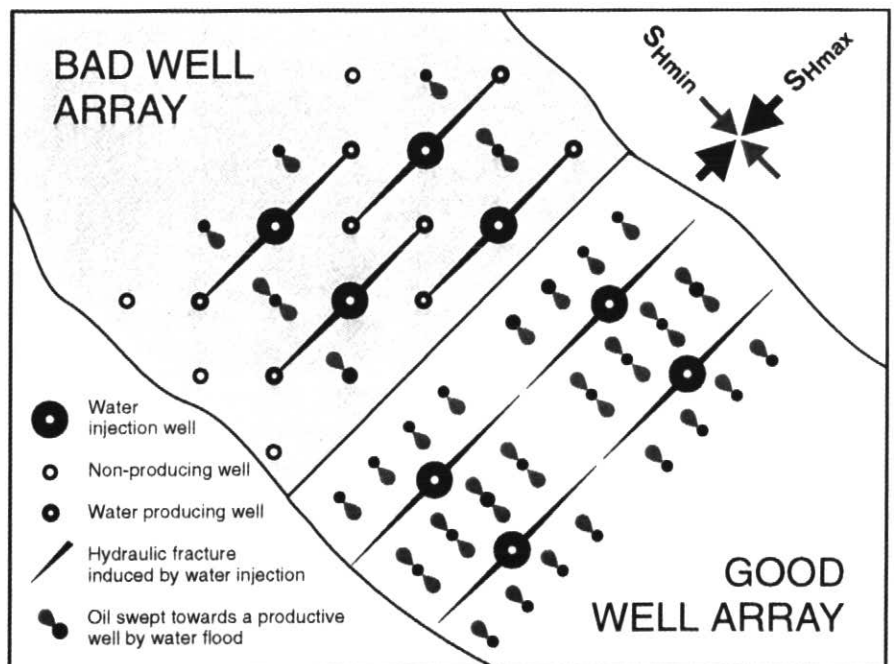 BAD WELL
ARRAY
SHmin
SHmax
Water
injection well
Non-producing well
Water producing well
Hydraulic fracture
induced by water injection
Oil swept towards a productive
well by water flood
GOOD
WELL ARRAY